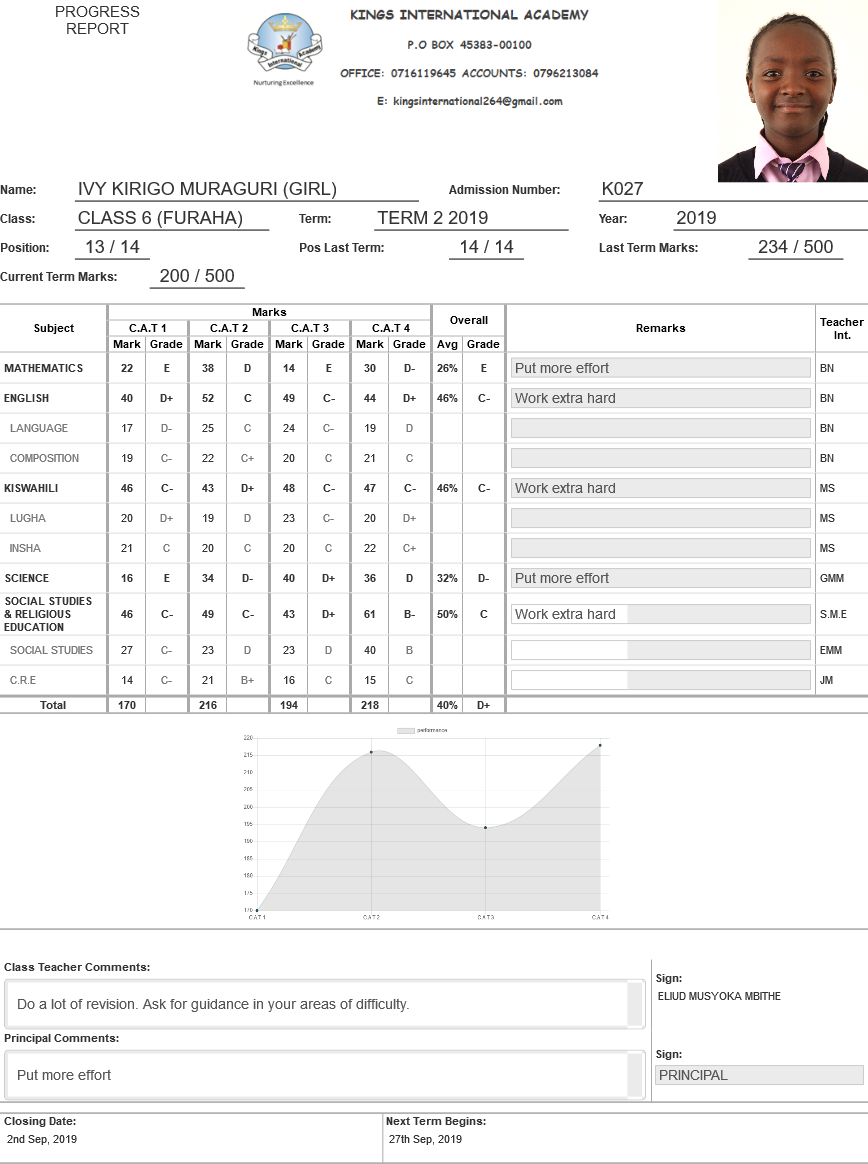 PROGRESS
REPORT
Kings International Academy
Nurturing Excellence
KINGS INTERNATIONAL ACADEMY
P.O BOX 45383-00100
OFFICE: 0716119645 ACCOUNTS: 0796213084
E: kingsinternational264@gmail.com
Name: IVY KIRIGO MURAGURI (GIRL) Admission Number: K027
Class: CLASS 6 (FURAHA) Term: TERM 2 2019 Year: 2019
Position: 13 / 14 Pos Last Term: 14 / 14 Last Term Marks: 234 / 500
Current Term Marks: 200 / 500
Subject Marks Overall Remarks Teacher Int.
C.A.T 1 C.A.T 2 C.A.T 3 C.A.T 4
Mark Grade Mark Grade Mark Grade Mark Grade Avg Grade
MATHEMATICS 22 E 38 D 14 E 30 D- 26% E Put more effort BN
ENGLISH 40 D+ 52 C 49 C- 44 D+ 46% C- Work extra hard BN
LANGUAGE 17 D- 25 C 24 C- 19 D BN
COMPOSITION 19 C- 22 C+ 20 C 21 C BN
KISWAHILI 46 C- 43 D+ 48 C- 47 C- 46% C- Work extra hard MS
LUGHA 20 D+ 19 D 23 C- 20 D+ MS
INSHA 21 C 20 C 20 C 22 C+ MS
SCIENCE 16 E 34 D- 40 D+ 36 D 32% D- Put more effort GMM
SOCIAL STUDIES & RELIGIOUS EDUCATION 46 C- 49 C- 43 D+ 61 B- 50% C Work extra hard S.M.E
SOCIAL STUDIES 27 C- 23 D 23 D 40 B EMM
C.R.E 14 C- 21 B+ 16 C 15 C JM
Total 170 216 194 218 40% D+
performance
220
215
210
205
200
195
190
185
180
175
170
C.A.T 1 C.A.T 2 C.A.T 3 C.A.T 4
Class Teacher Comments:
Do a lot of revision. Ask for guidance in your areas of difficulty.
Sign:
ELIUD MUSYOKA MBITHE
Principal Comments:
Put more effort
Sign:
PRINCIPAL
Closing Date: Next Term Begins:
2nd Sep, 2019 27th Sep, 2019